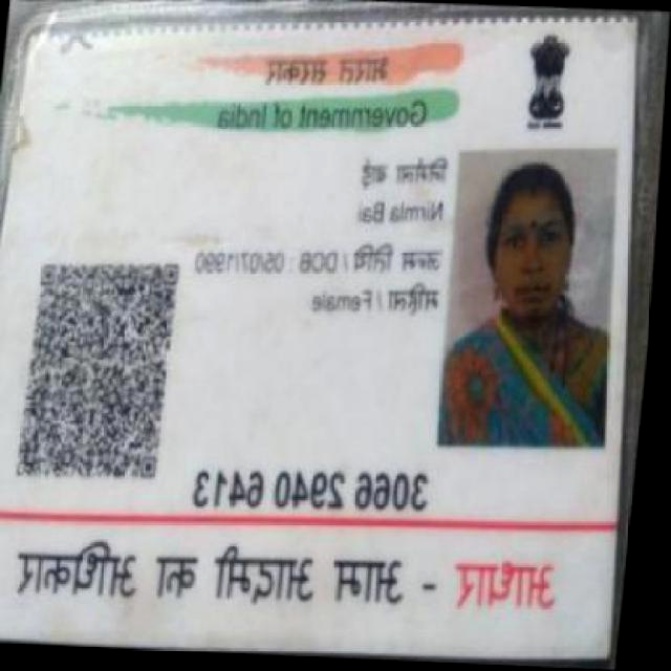 भारत सरकार
Government of India
निर्मला बाई
Nirmla Bai
जन्म तिथि / DOB : 05/07/1990
महिला / Female
3066 2940 6413
आधार - आम आदमी का अधिकार